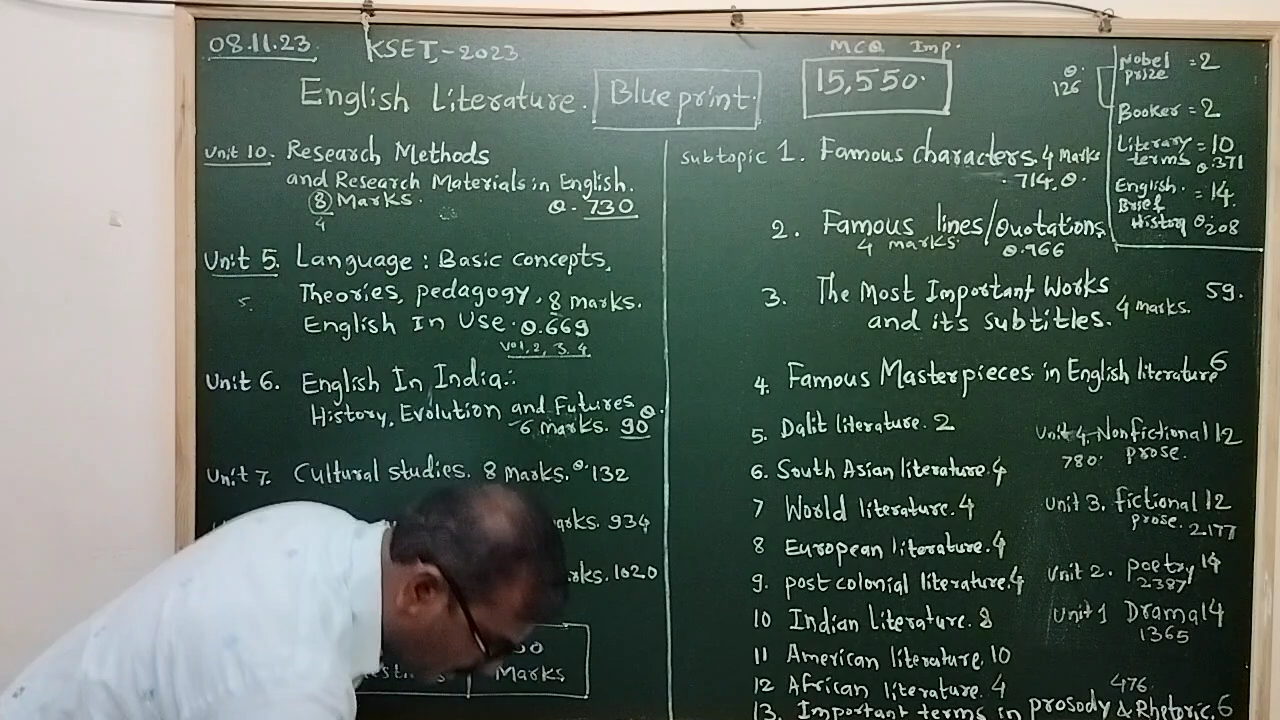 08.11.23 KSET-2023
English Literature. Blue print.
MCQ Imp.
15,550.
Q. 126
Nobel prize = 2
Booker = 2
Literary terms = 10
Q.371
English. Brief History = 14.
Q.208
Unit 10. Research Methods
and Research Materials in English.
8 Marks. Q. 730
4
Unit 5. Language : Basic concepts,
5. Theories, pedagogy, 8 marks.
English In Use. Q.669
Vol, 2, 3. 4
Unit 6. English In India:
History, Evolution and Futures Q.
6 marks. 90
Unit 7. Cultural studies. 8 Marks. Q. 132
934
1020
Marks
subtopic 1. Famous characters. 4 Marks
714. Q.
2. Famous lines/Quotations
4 marks. Q.966
3. The Most Important Works 59.
and its subtitles. 4 marks.
4. Famous Masterpieces in English literature 6
5. Dalit literature. 2
6. South Asian literature. 4
7 World literature. 4
8 European literature. 4
9. post colonial literature. 4
10 Indian Literature. 8
11 American literature. 10
12 African literature. 4
476.
13. Important terms in prosody & Rhetoric. 6
Unit 4. Nonfictional 12
780. prose.
Unit 3. fictional 12
prose. 2.177
Unit 2. poetry 14
2387
Unit 1 Drama 14
1365